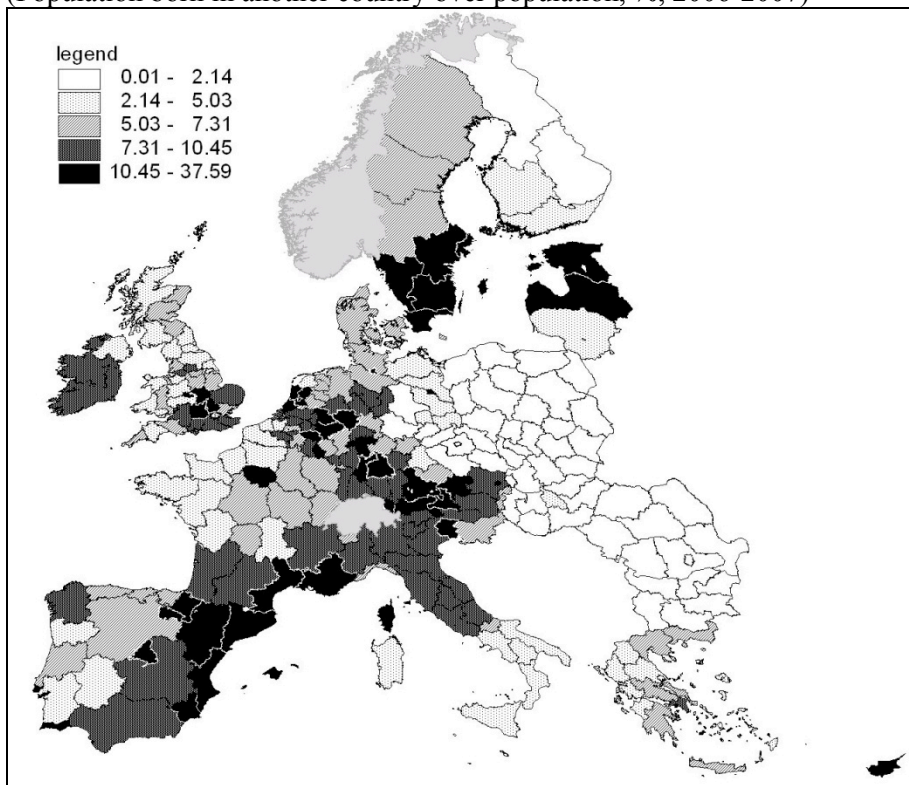 (Population born in another country over population, %, 2006-2007)
legend
0.01 - 2.14
2.14 - 5.03
5.03 - 7.31
7.31 - 10.45
10.45 - 37.59